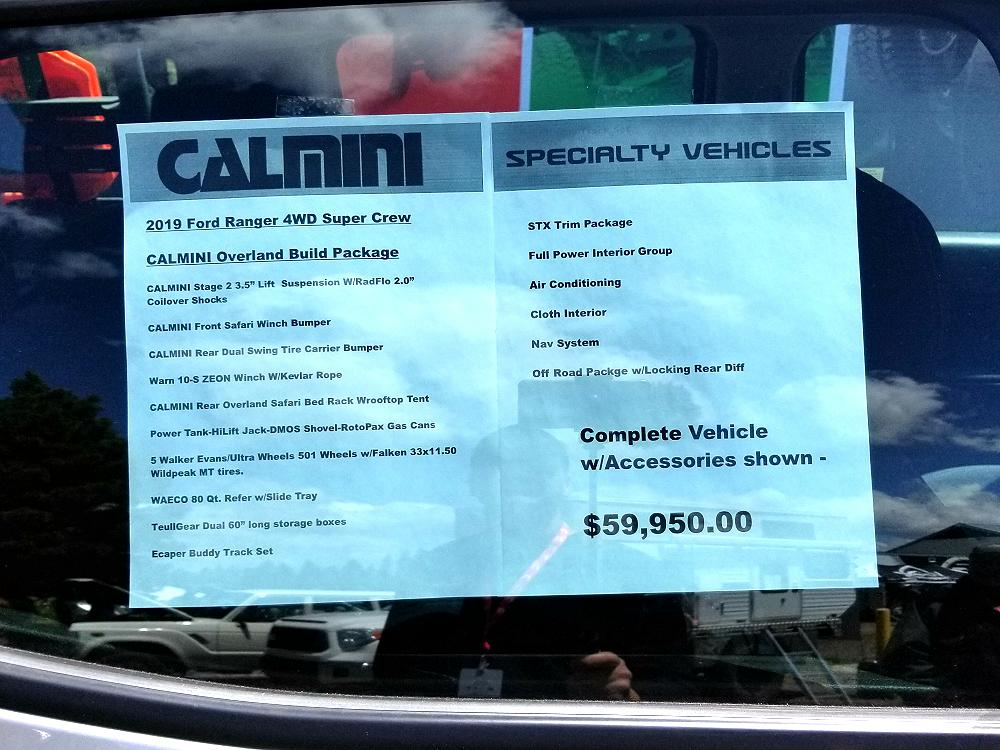 CALMINI
2019 Ford Ranger 4WD Super Crew
CALMINI Overland Build Package
CALMINI Stage 2 3.5" Lift Suspension W/RadFlo 2.0"
Coilover Shocks
CALMINI Front Safari Winch Bumper
CALMINI Rear Dual Swing Tire Carrier Bumper
Warn 10-S ZEON Winch W/Kevlar Rope
CALMINI Rear Overland Safari Bed Rack Wrooftop Tent
Power Tank-HiLift Jack-DMOS Shovel-RotoPax Gas Cans
5 Walker Evans/Ultra Wheels 501 Wheels w/Falken 33x11.50
Wildpeak MT tires.
WAECO 80 Qt. Refer w/Slide Tray
TeullGear Dual 60" long storage boxes
Ecaper Buddy Track Set
SPECIALTY VEHICLES
STX Trim Package
Full Power Interior Group
Air Conditioning
Cloth Interior
Nav System
Off Road Packge w/Locking Rear Diff
Complete Vehicle
w/Accessories shown -
$59,950.00